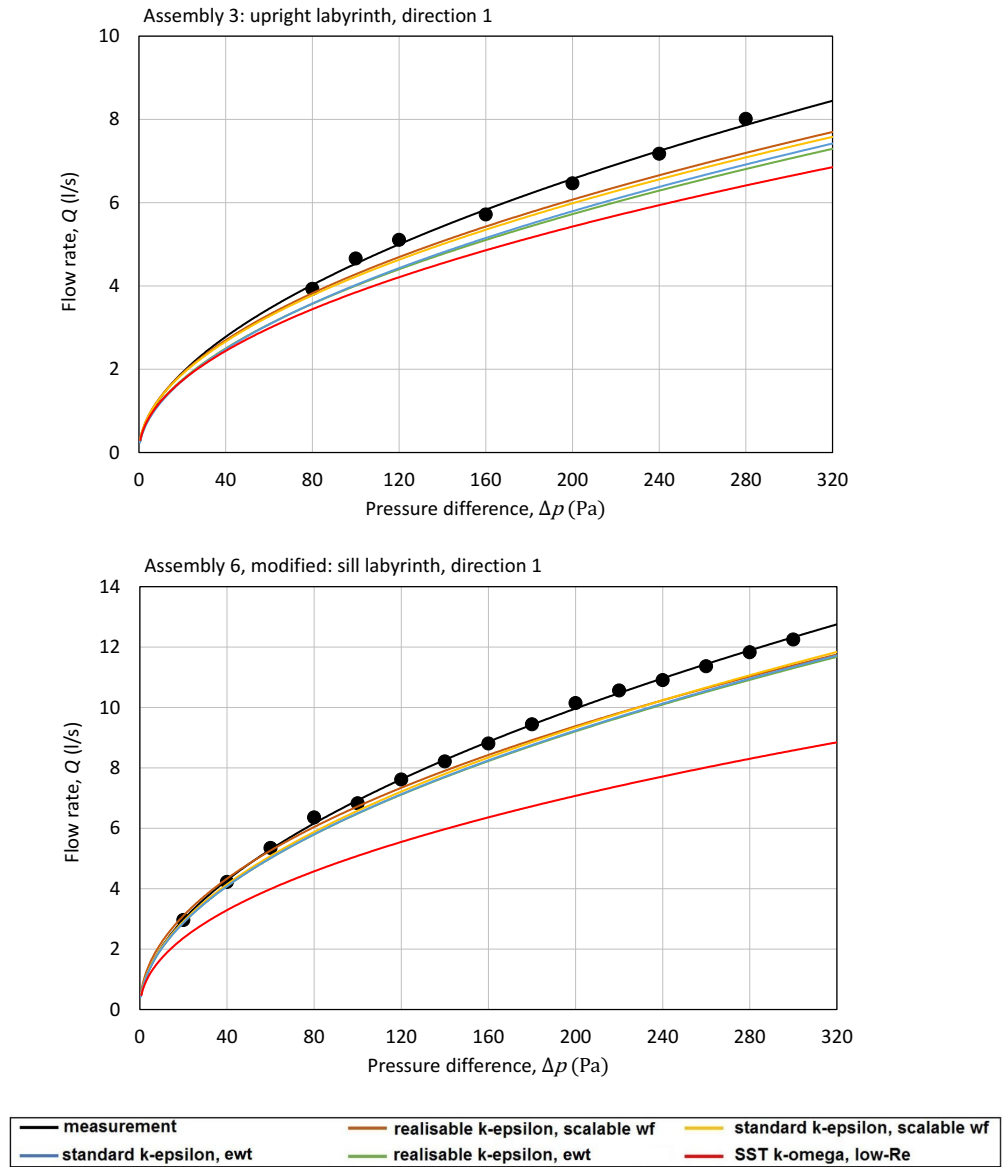 Assembly 3: upright labyrinth, direction 1
10
8
6
4
2
0
Flow rate, Q (l/s)
0 40 80 120 160 200 240 280 320
Pressure difference, Δp (Pa)
Assembly 6, modified: sill labyrinth, direction 1
14
12
10
8
6
4
2
0
Flow rate, Q (l/s)
0 40 80 120 160 200 240 280 320
Pressure difference, Δp (Pa)
measurement realisable k-epsilon, scalable wf standard k-epsilon, scalable wf
standard k-epsilon, ewt realisable k-epsilon, ewt SST k-omega, low-Re